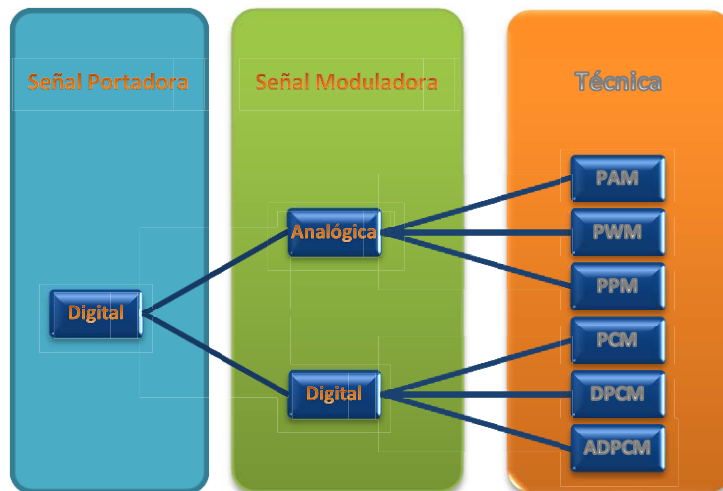 Señal Portadora
Señal Moduladora
Técnica
Digital
Analógica
Digital
PAM
PWM
PPM
PCM
DPCM
ADPCM